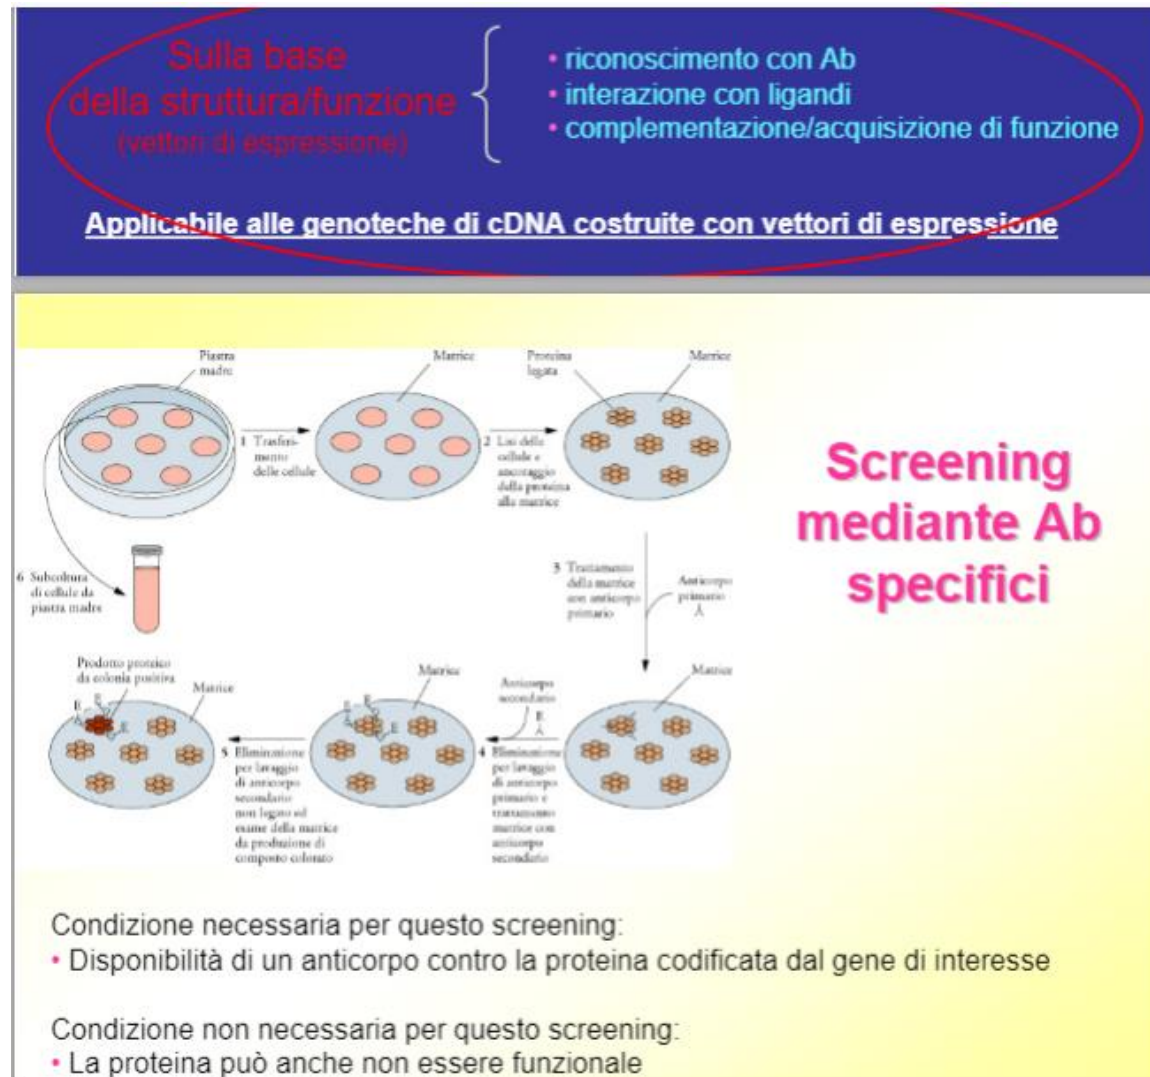 Sulla base
della struttura/funzione
(vettori di espressione)
• riconoscimento con Ab
• interazione con ligandi
• complementazione/acquisizione di funzione
Applicabile alle genoteche di cDNA costruite con vettori di espressione
Piastra
madre
Matrice
Proteina
legata
Matrice
1 Trasferi-
mento
delle cellule
2 Lisi delle
cellule e
ancoraggio
della proteina
alla matrice
Screening
mediante Ab
specifici
3 Trattamento
della matrice
con anticorpo
primario
Anticorpo
primario
6 Subcoltura
di cellule da
piastra madre
Prodotto proteico
da colonia positiva
Matrice
Matrice
Anticorpo
secondario
E
Matrice
E
E
E
E
E
E
5 Eliminazione
per lavaggio
di anticorpo
secondario
non legato ed
esame della matrice
da produzione di
composto colorato
4 Eliminazione
per lavaggio
di anticorpo
primario e
trattamento
matrice con
anticorpo
secondario
Condizione necessaria per questo screening:
• Disponibilità di un anticorpo contro la proteina codificata dal gene di interesse
Condizione non necessaria per questo screening:
• La proteina può anche non essere funzionale